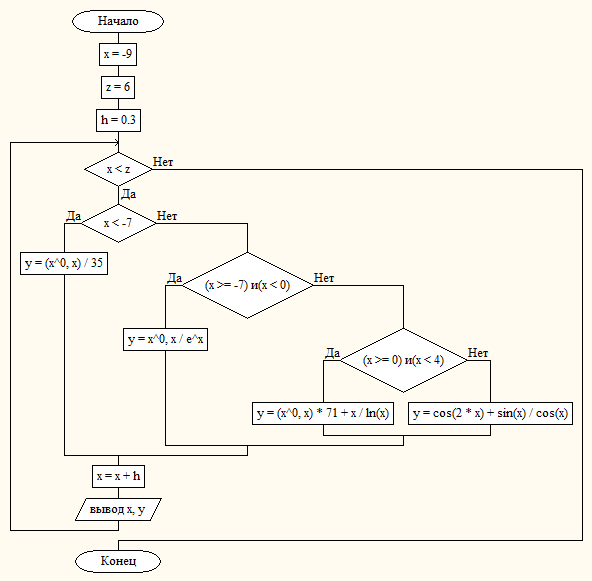 Начало
x = -9
z = 6
h = 0.3
x < z
Нет
Да
x < -7
Да
Нет
y = (x^0, x) / 35
(x >= -7) и(x < 0)
Да
Нет
y = x^0, x / e^x
(x >= 0) и(x < 4)
Да
Нет
y = (x^0, x) * 71 + x / ln(x)
y = cos(2 * x) + sin(x) / cos(x)
x = x + h
вывод x, y
Конец